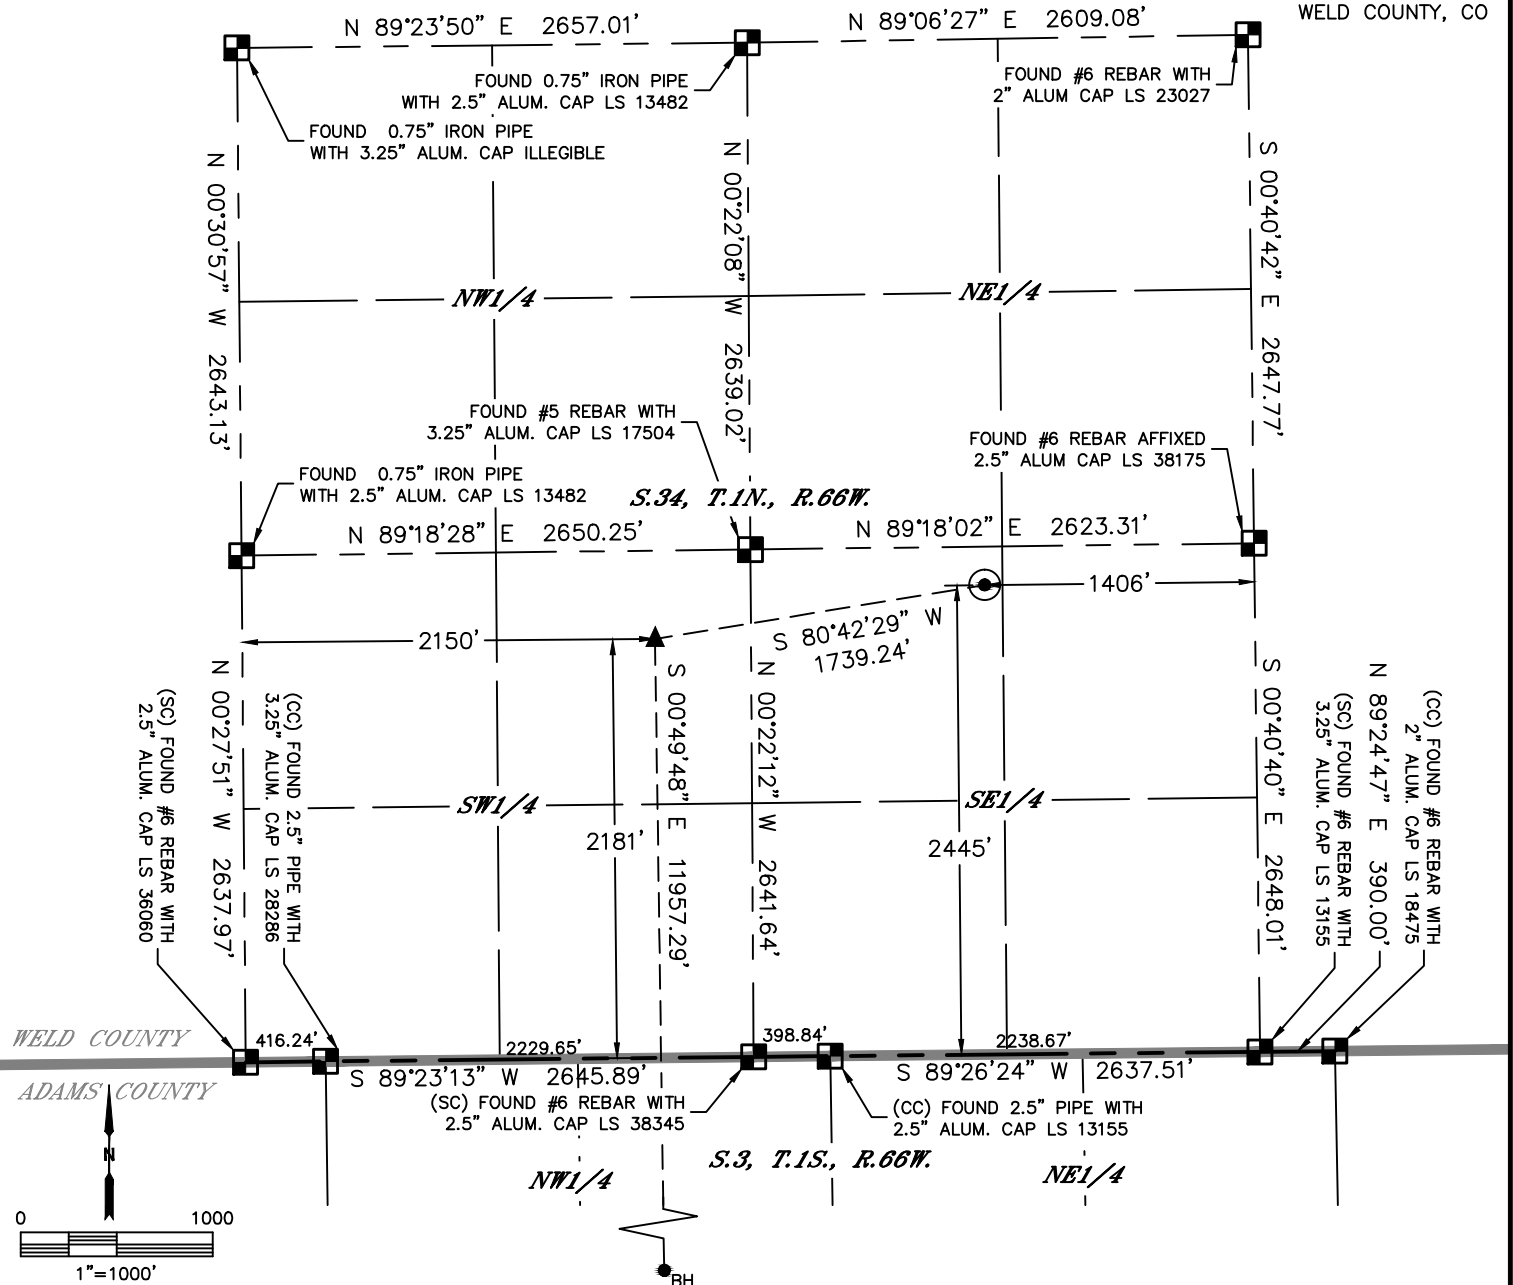 WELD COUNTY, CO
N 89°23'50" E 2657.01'
N 89°06'27" E 2609.08'
FOUND 0.75" IRON PIPE
WITH 2.5" ALUM. CAP LS 13482
FOUND #6 REBAR WITH
2" ALUM CAP LS 23027
FOUND 0.75" IRON PIPE
WITH 3.25" ALUM. CAP ILLEGIBLE
N 00°30'57" W 2643.13'
N 00°22'08" W 2639.02'
S 00°40'42" E 2647.77'
NW1/4
NE1/4
FOUND #5 REBAR WITH
3.25" ALUM. CAP LS 17504
FOUND #6 REBAR AFFIXED
2.5" ALUM CAP LS 38175
FOUND 0.75" IRON PIPE
WITH 2.5" ALUM. CAP LS 13482
S.34, T.1N., R.66W.
N 89°18'28" E 2650.25'
N 89°18'02" E 2623.31'
1406'
2150'
S 80°42'29" W
1739.24'
(SC) FOUND #6 REBAR WITH
2.5" ALUM. CAP LS 36060
N 00°27'51" W 2637.97'
(CC) FOUND 2.5" PIPE WITH
3.25" ALUM. CAP LS 28286
S 00°49'48" E 11957.29'
N 00°22'12" W 2641.64'
S 00°40'40" E 2648.01'
(SC) FOUND #6 REBAR WITH
3.25" ALUM. CAP LS 13155
N 89°24'47" E 390.00'
(CC) FOUND #6 REBAR WITH
2" ALUM. CAP LS 18475
SW1/4
SE1/4
2181'
2445'
WELD COUNTY
416.24'
2229.65'
398.84'
2238.67'
ADAMS COUNTY
S 89°23'13" W 2645.89'
S 89°26'24" W 2637.51'
(SC) FOUND #6 REBAR WITH
2.5" ALUM. CAP LS 38345
(CC) FOUND 2.5" PIPE WITH
2.5" ALUM. CAP LS 13155
S.3, T.1S., R.66W.
NW1/4
NE1/4
N
0 1000
1"=1000'
BH